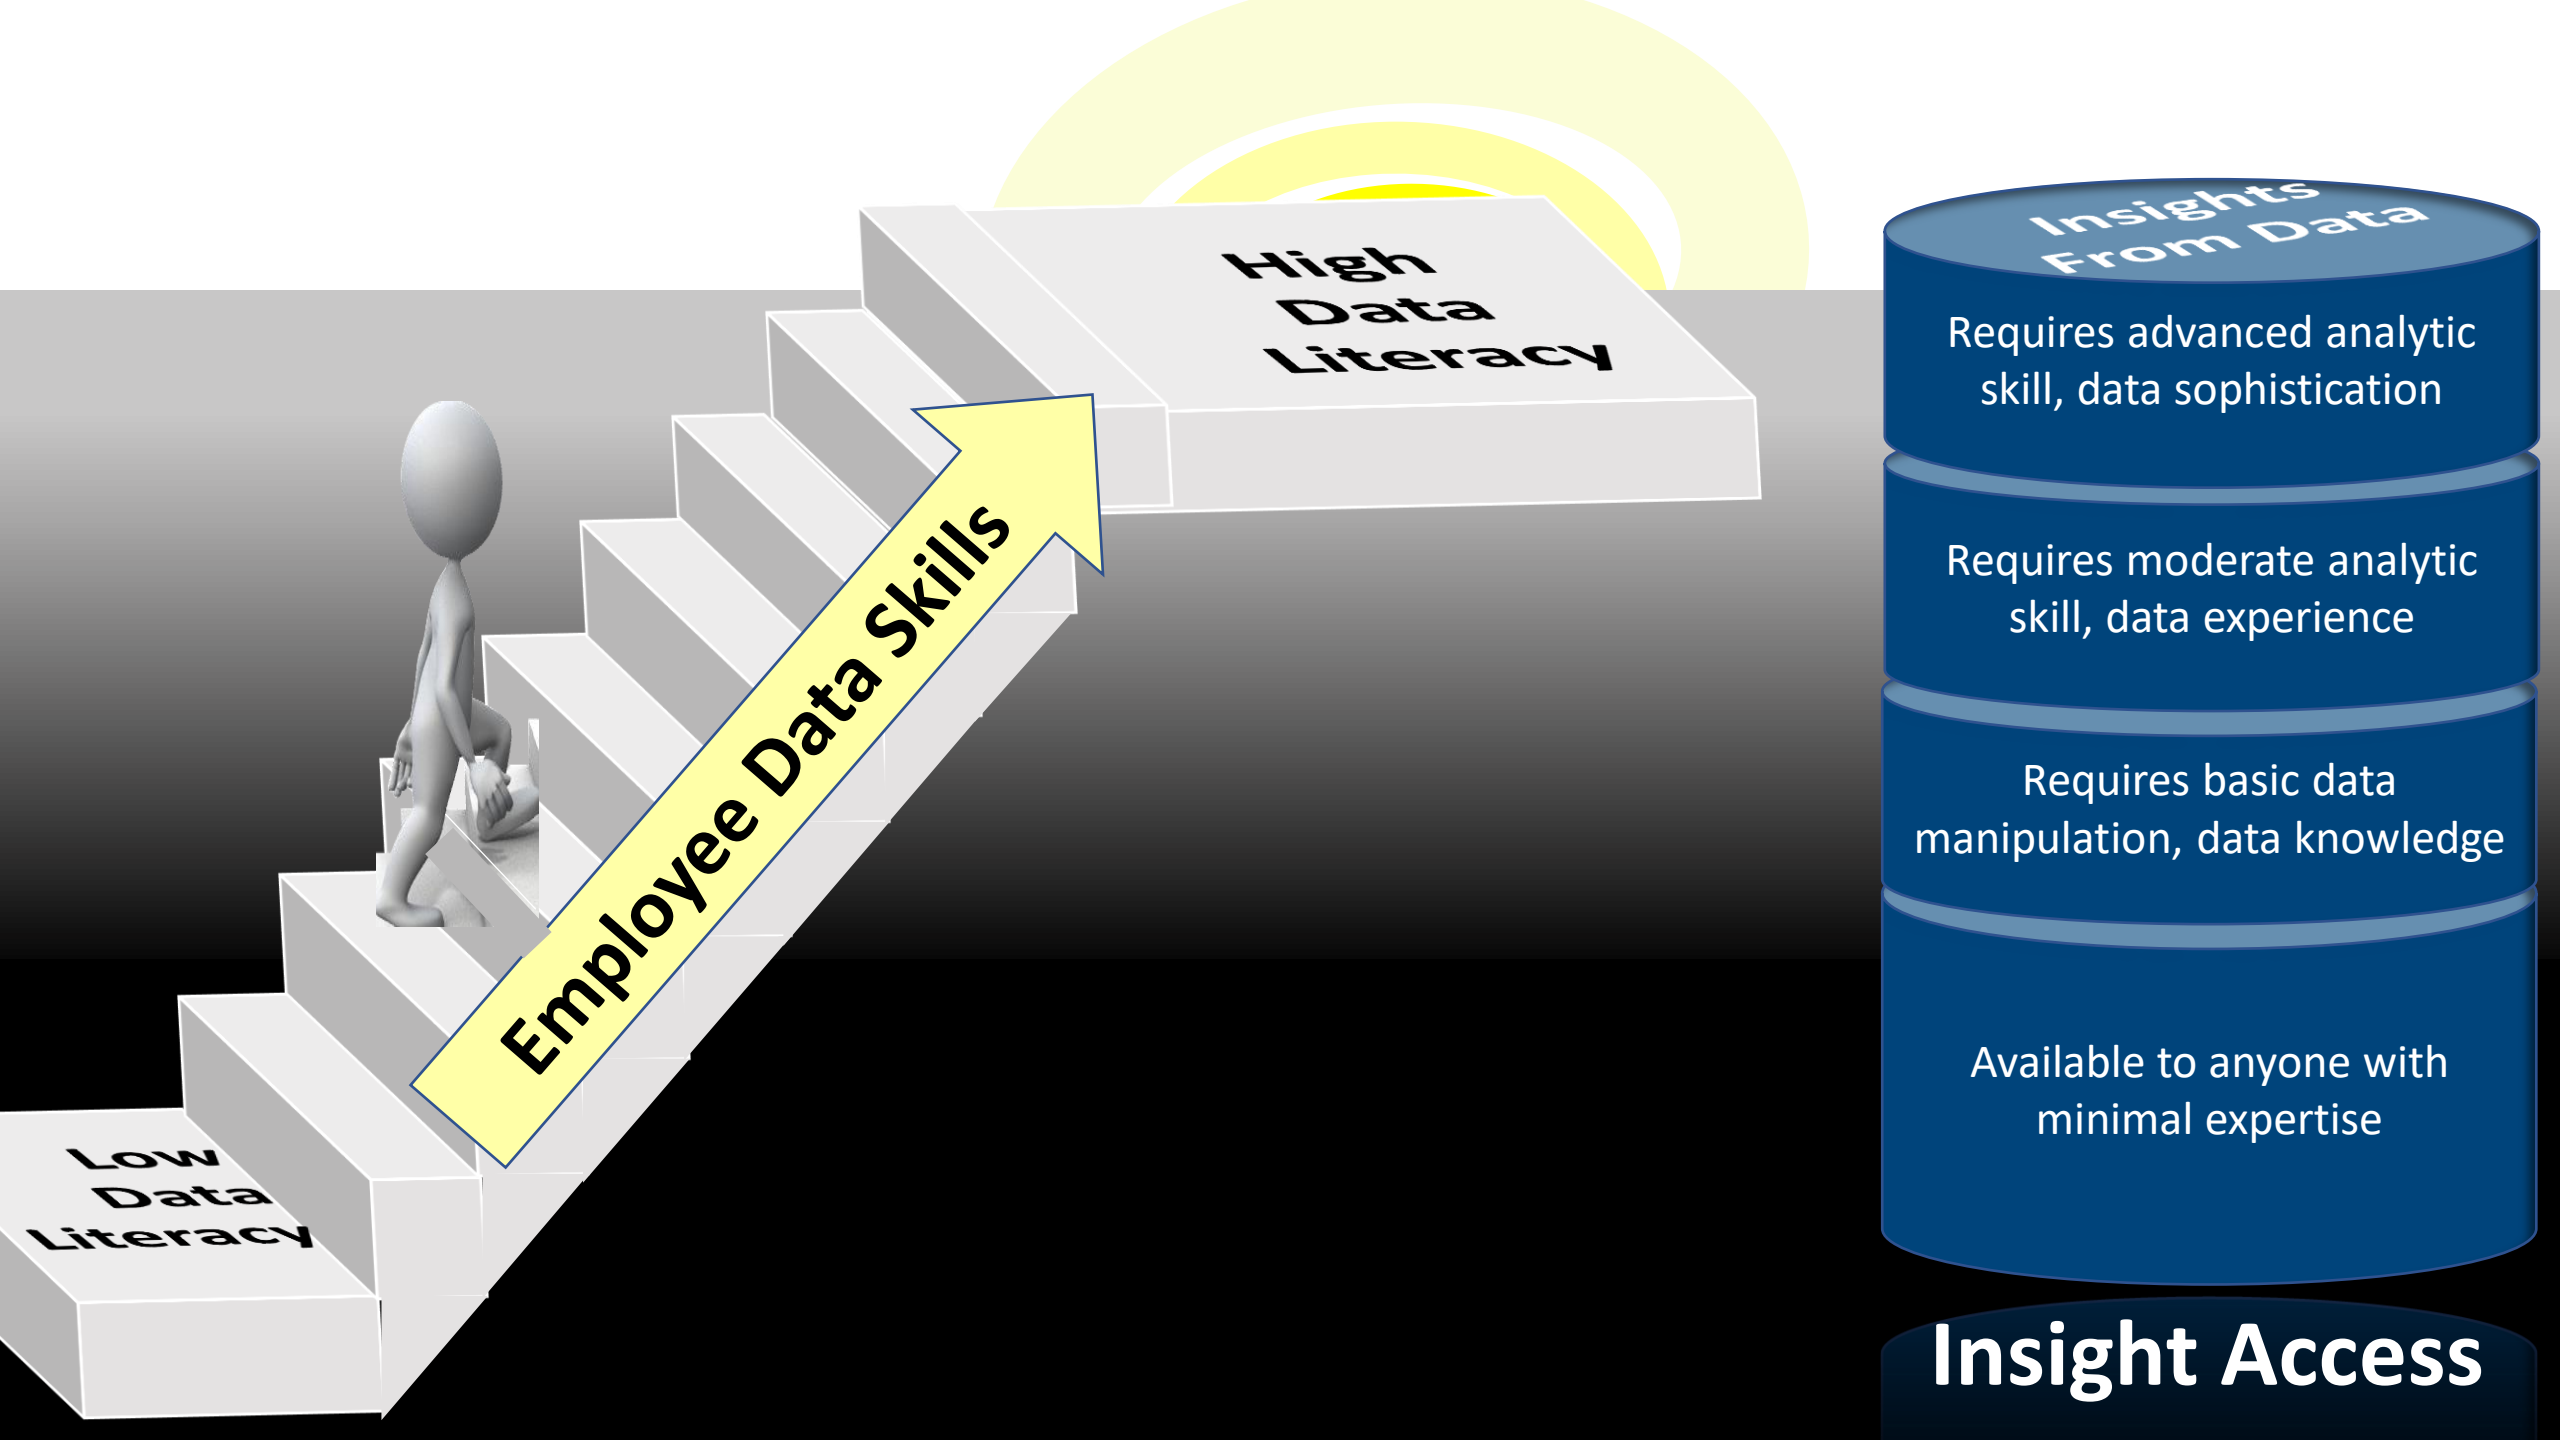 High
Data
Literacy
Employee Data Skills
Low
Data
Literacy
Insights
From Data
Requires advanced analytic
skill, data sophistication
Requires moderate analytic
skill, data experience
Requires basic data
manipulation, data knowledge
Available to anyone with
minimal expertise
Insight Access